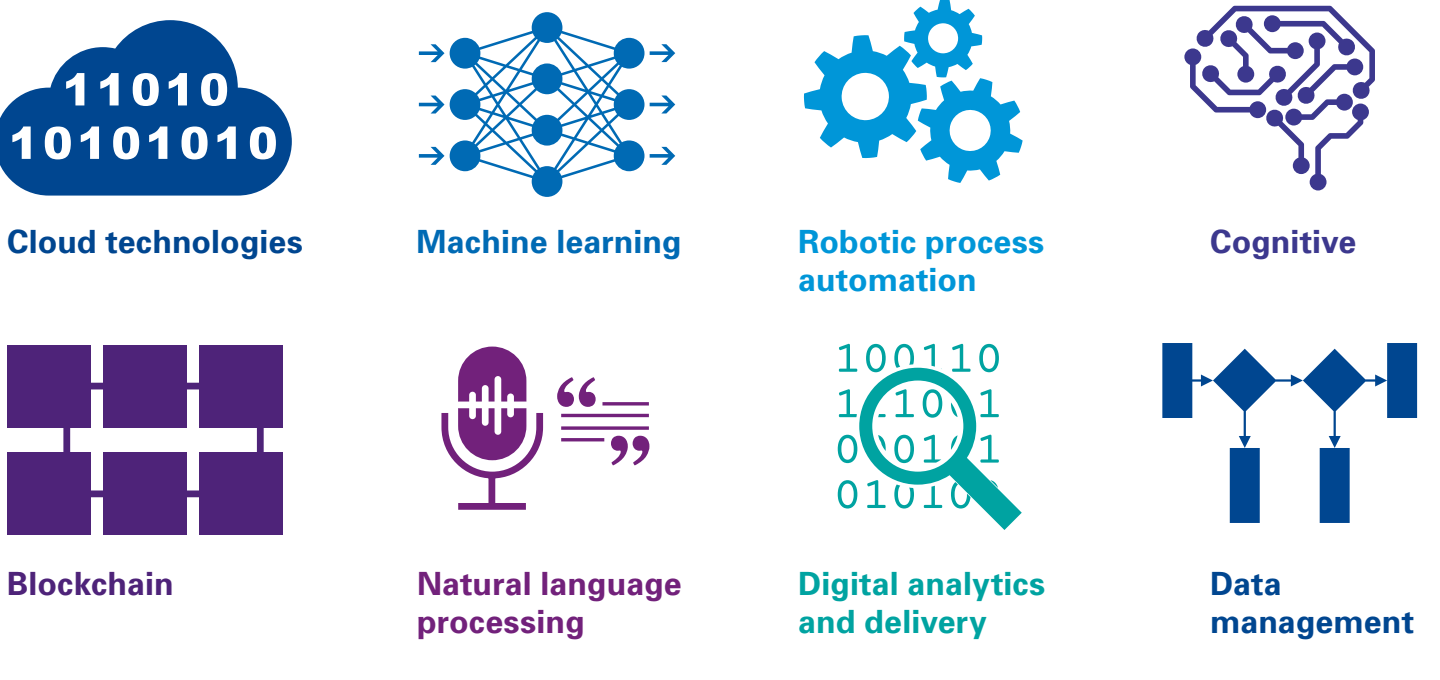 11010
10101010
Cloud technologies
Machine learning
Robotic process
automation
Cognitive
Blockchain
“
”
Natural language
processing
100110
010100
Digital analytics
and delivery
Data
management